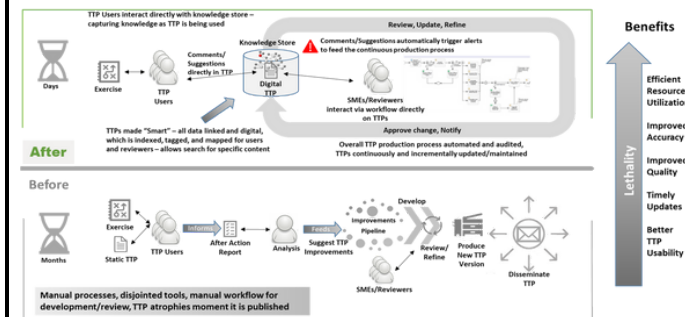 TTP Users interact directly with knowledge store –
capturing knowledge as TTP is being used
Review, Update, Refine
Knowledge Store
Comments/Suggestions automatically trigger alerts
to feed the continuous production process
Comments/
Suggestions
directly in TTP
Days
Exercise
TTP
Users
Digital
TTP
SMEs/Reviewers
interact via workflow directly
on TTPs
TTPs made "Smart" – all data linked and digital,
which is indexed, tagged, and mapped for users
and reviewers – allows search for specific content
Approve change, Notify
Overall TTP production process automated and audited,
TTPs continuously and incrementally updated/maintained
After
Before
Months
Exercise
Static TTP
TTP Users
Informs
After Action
Report
Analysis
Feeds
Suggest TTP
Improvements
Improvements
Pipeline
SMEs/Reviewers
Develop
Review/
Refine
Produce
New TTP
Version
Disseminate
TTP
Manual processes, disjointed tools, manual workflow for
development/review, TTP atrophies moment it is published
Benefits
Lethality
Efficient
Resource
Utilization
Improved
Accuracy
Improved
Quality
Timely
Updates
Better
TTP
Usability